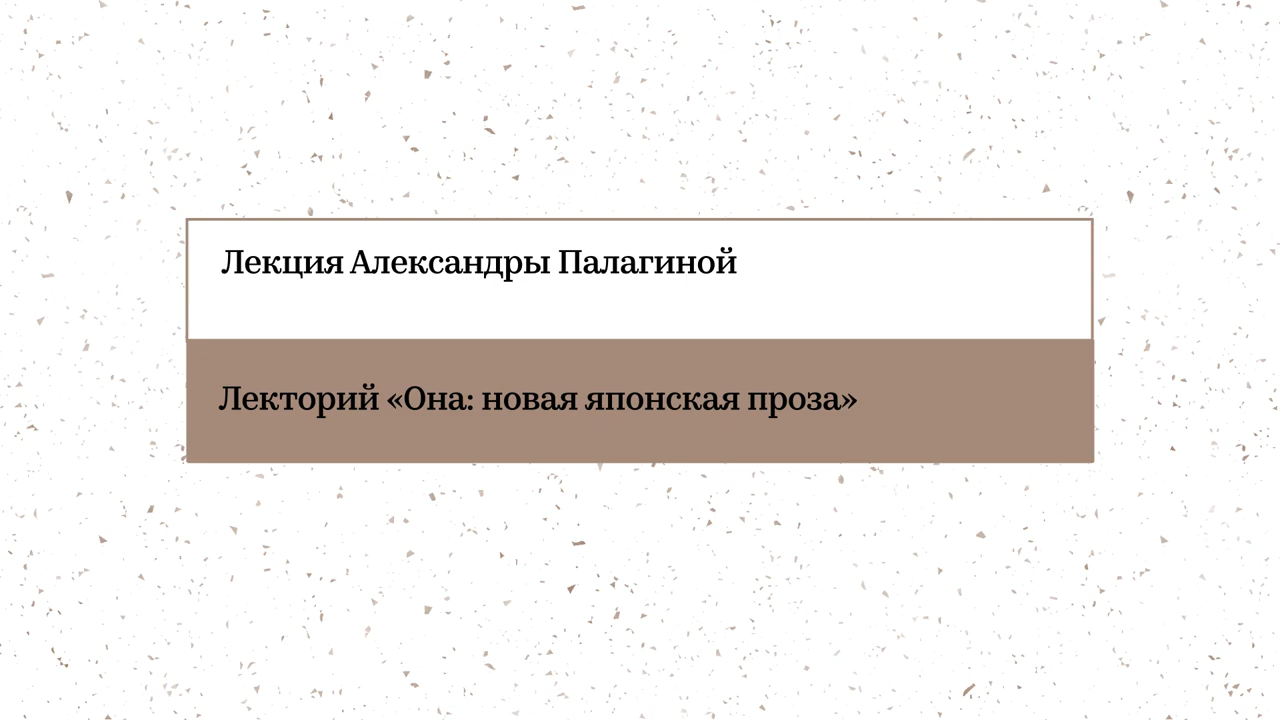 Лекция Александры Палагиной
Лекторий «Она: новая японская проза»